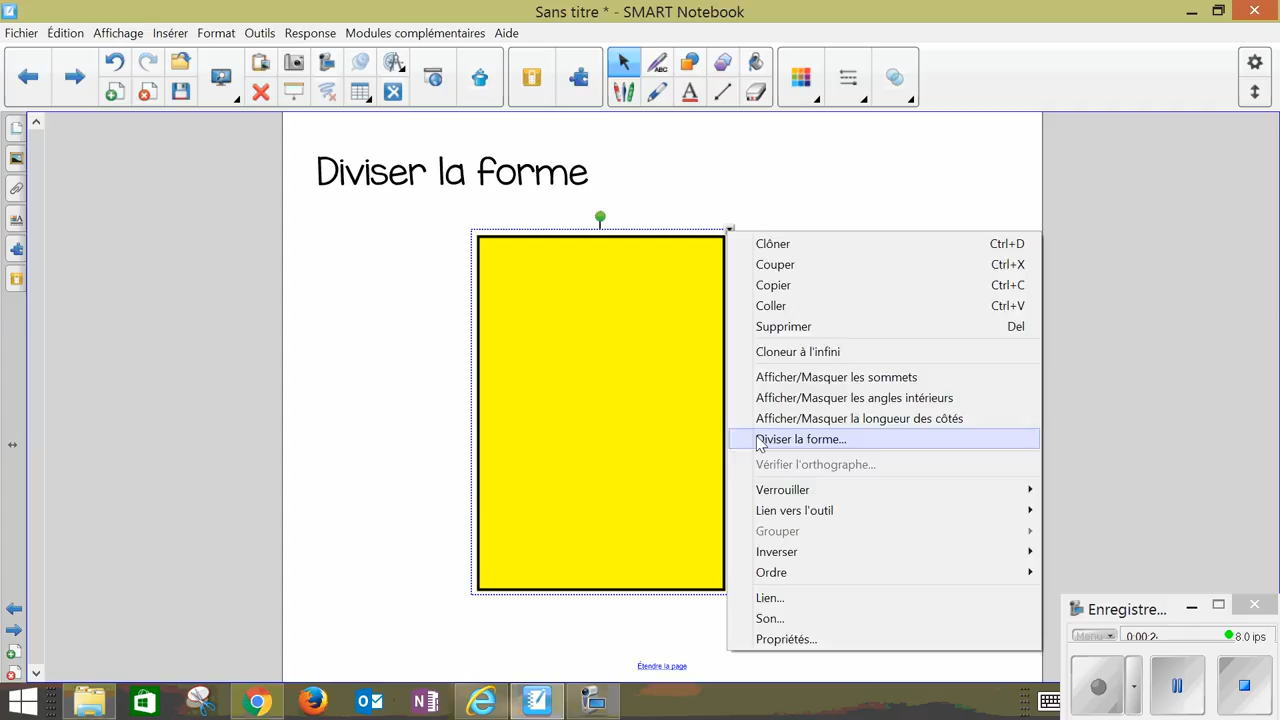 Sans titre * - SMART Notebook
Fichier Édition Affichage Insérer Format Outils Réponse Modules complémentaires Aide
Diviser la forme
Clôner Ctrl+D
Couper Ctrl+X
Copier Ctrl+C
Coller Ctrl+V
Supprimer Del
Cloneur à l'infini
Afficher/Masquer les sommets
Afficher/Masquer les angles intérieurs
Afficher/Masquer la longueur des côtés
Diviser la forme...
Vérifier l'orthographe...
Verrouiller
Lien vers l'outil
Grouper
Inverser
Ordre
Lien...
Son...
Propriétés...
Étendre la page
Enregistre...
Menu 8.0 ips